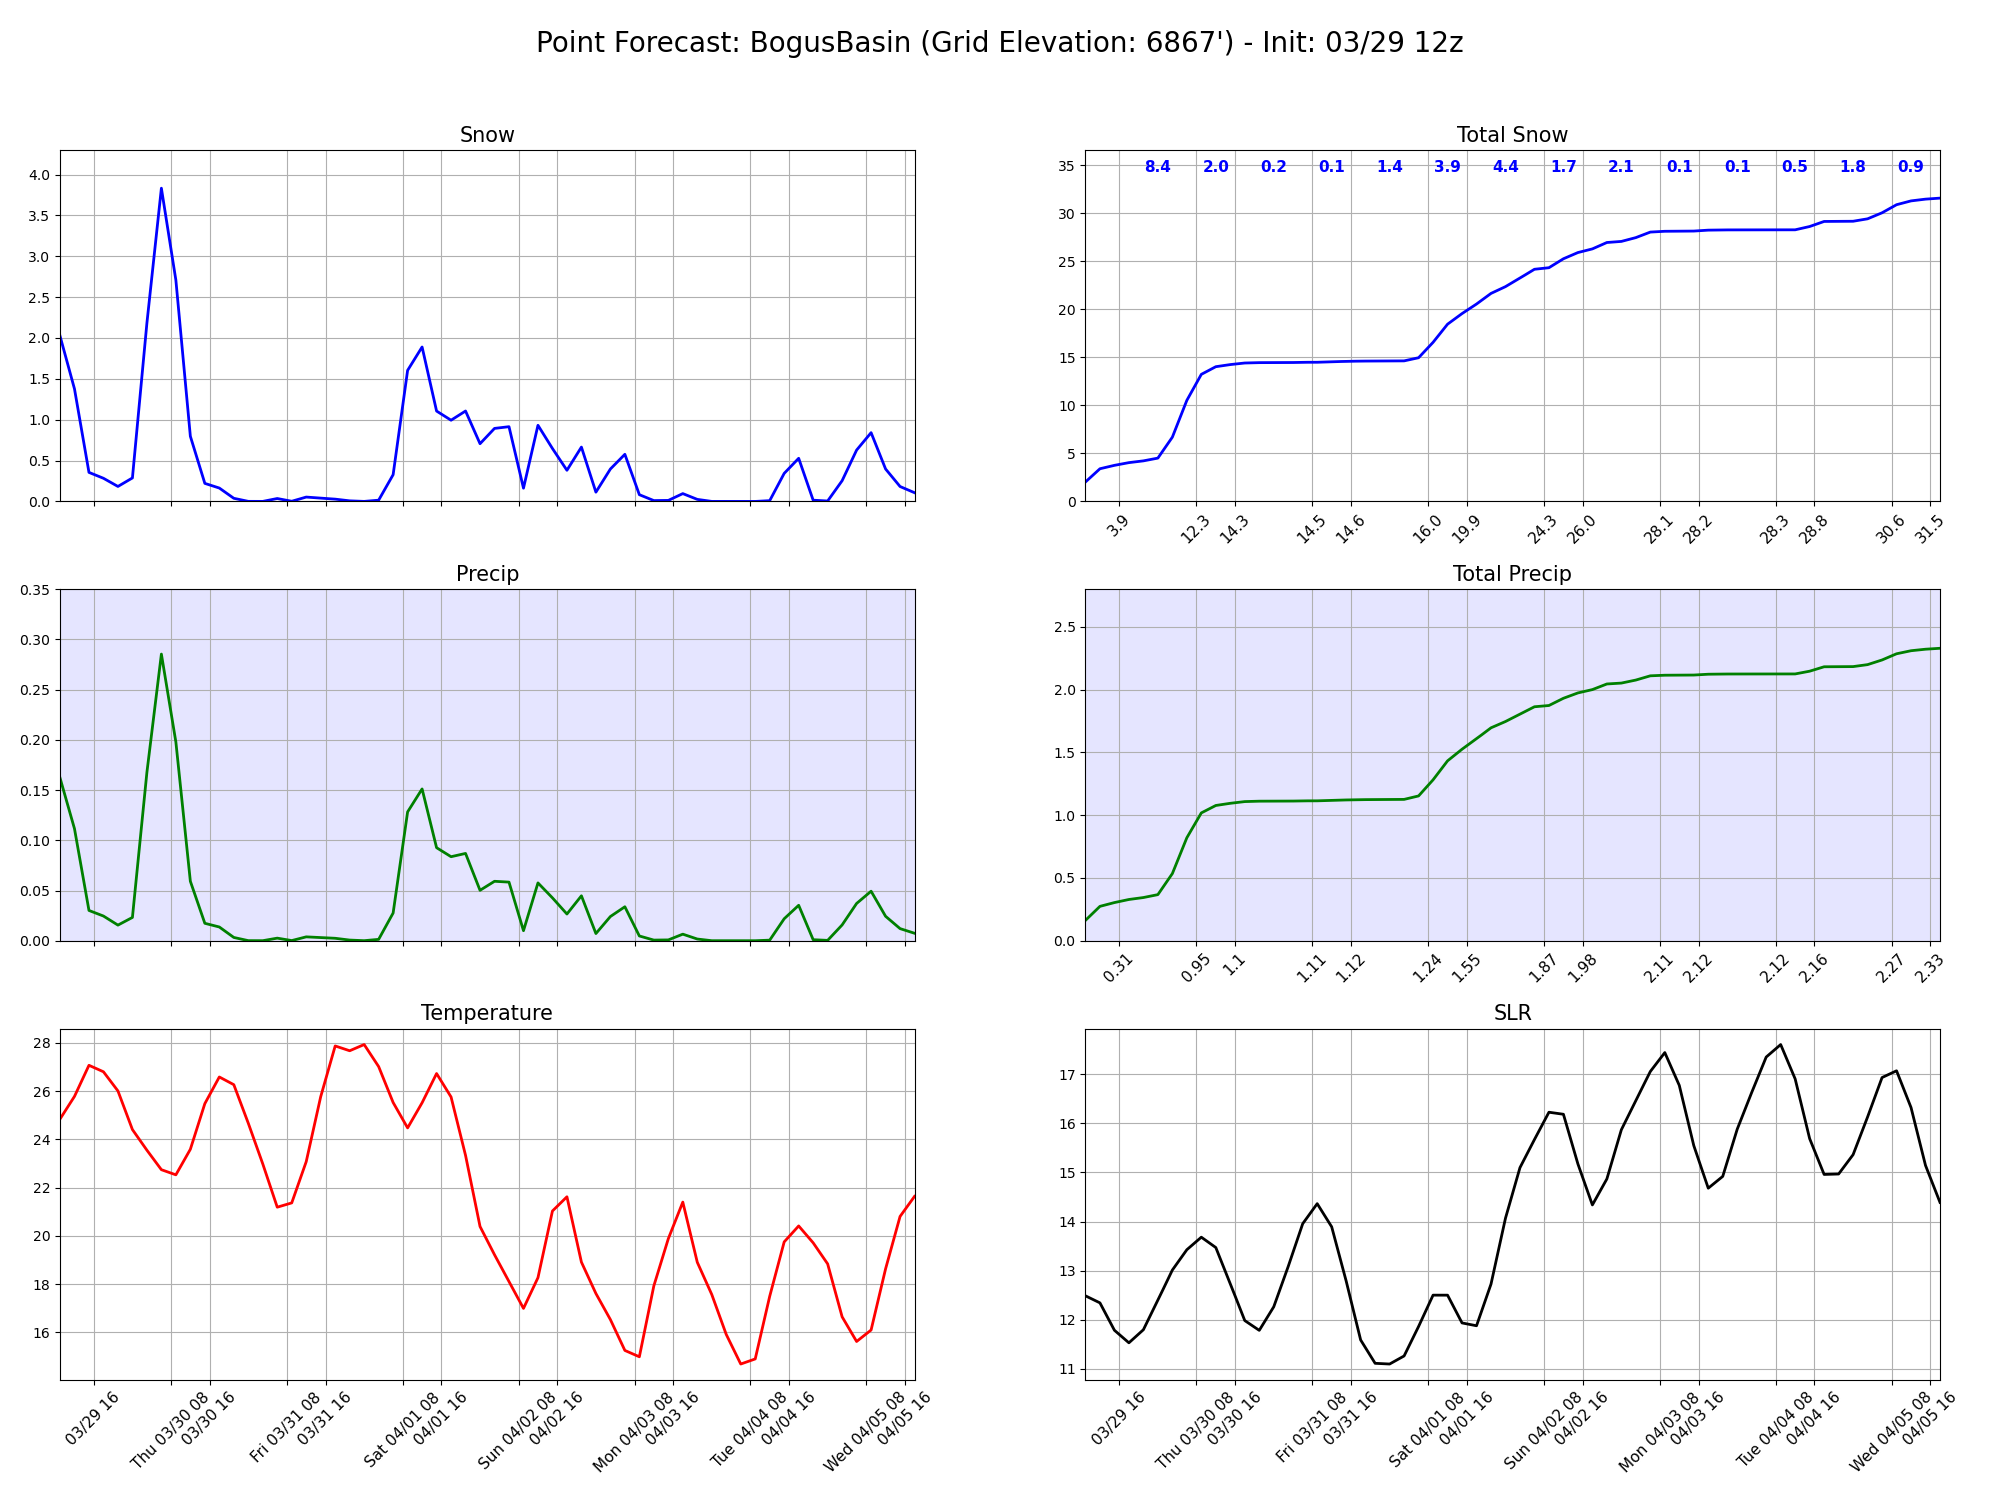 Point Forecast: BogusBasin (Grid Elevation: 6867') - Init: 03/29 12z
Snow
4.0
3.5
3.0
2.5
2.0
1.5
1.0
0.5
0.0
Total Snow
35
30
25
20
15
10
5
0
8.4 2.0 0.2 0.1 1.4 3.9 4.4 1.7 2.1 0.1 0.1 0.5 1.8 0.9
3.9 12.3 14.3 14.5 14.6 16.0 19.9 24.3 26.0 28.1 28.2 28.3 28.8 30.6 31.5
Precip
0.35
0.30
0.25
0.20
0.15
0.10
0.05
0.00
Total Precip
2.5
2.0
1.5
1.0
0.5
0.0
0.31 0.95 1.1 1.11 1.12 1.24 1.55 1.87 1.98 2.11 2.12 2.12 2.16 2.27 2.33
Temperature
28
26
24
22
20
18
16
03/29 16
Thu 03/30 08
03/30 16
Fri 03/31 08
03/31 16
Sat 04/01 08
04/01 16
Sun 04/02 08
04/02 16
Mon 04/03 08
04/03 16
Tue 04/04 08
04/04 16
Wed 04/05 08
04/05 16
SLR
17
16
15
14
13
12
11
03/29 16
Thu 03/30 08
03/30 16
Fri 03/31 08
03/31 16
Sat 04/01 08
04/01 16
Sun 04/02 08
04/02 16
Mon 04/03 08
04/03 16
Tue 04/04 08
04/04 16
Wed 04/05 08
04/05 16